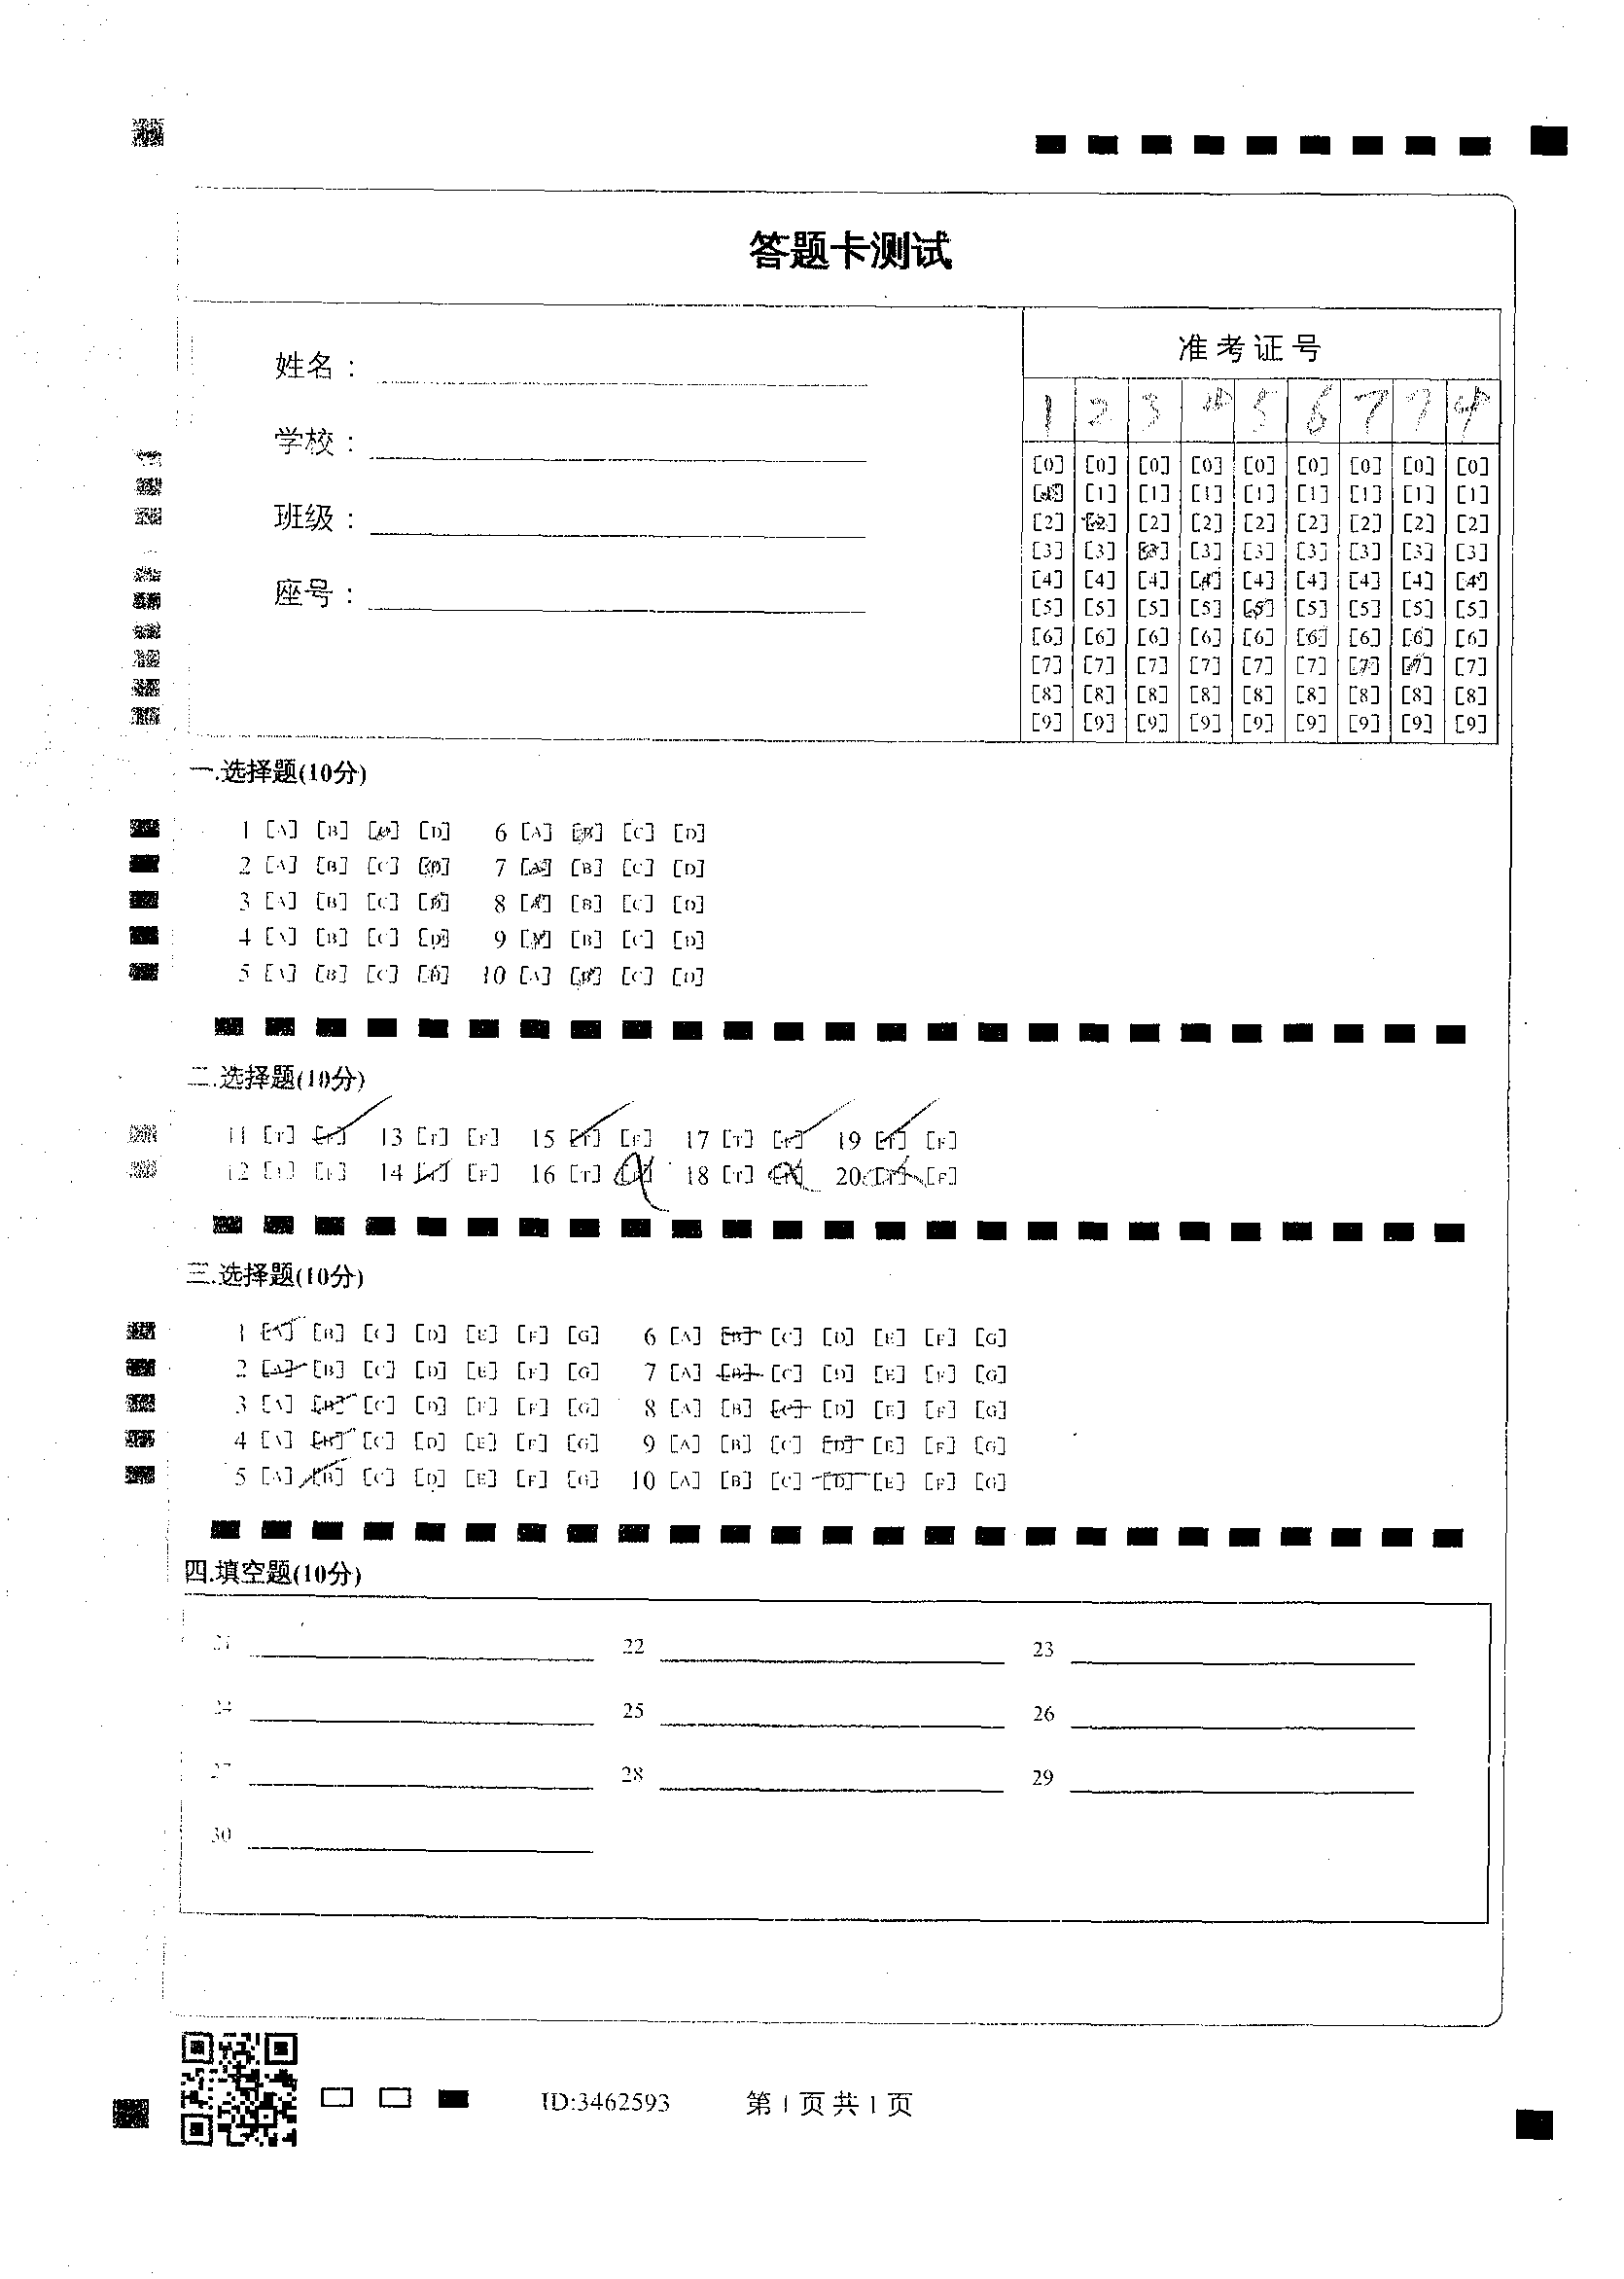 答题卡测试
姓名：
学校：
班级：
座号：
准考证号
1 2 3 4 5 6 7 7 4
[0] [0] [0] [0] [0] [0] [0] [0] [0]
[1] [1] [1] [1] [1] [1] [1] [1] [1]
[2] [2] [2] [2] [2] [2] [2] [2] [2]
[3] [3] [3] [3] [3] [3] [3] [3] [3]
[4] [4] [4] [4] [4] [4] [4] [4] [4]
[5] [5] [5] [5] [5] [5] [5] [5] [5]
[6] [6] [6] [6] [6] [6] [6] [6] [6]
[7] [7] [7] [7] [7] [7] [7] [7] [7]
[8] [8] [8] [8] [8] [8] [8] [8] [8]
[9] [9] [9] [9] [9] [9] [9] [9] [9]
一.选择题(10分)
1 [A] [B] [C] [D] 6 [A] [B] [C] [D]
2 [A] [B] [C] [D] 7 [A] [B] [C] [D]
3 [A] [B] [C] [D] 8 [A] [B] [C] [D]
4 [A] [B] [C] [D] 9 [A] [B] [C] [D]
5 [A] [B] [C] [D] 10 [A] [B] [C] [D]
二.选择题(10分)
11 [T] [F] 13 [T] [F] 15 [T] [F] 17 [T] [F] 19 [T] [F]
12 [T] [F] 14 [T] [F] 16 [T] [F] 18 [T] [F] 20 [T] [F]
三.选择题(10分)
1 [A] [B] [C] [D] [E] [F] [G] 6 [A] [B] [C] [D] [E] [F] [G]
2 [A] [B] [C] [D] [E] [F] [G] 7 [A] [B] [C] [D] [E] [F] [G]
3 [A] [B] [C] [D] [E] [F] [G] 8 [A] [B] [C] [D] [E] [F] [G]
4 [A] [B] [C] [D] [E] [F] [G] 9 [A] [B] [C] [D] [E] [F] [G]
5 [A] [B] [C] [D] [E] [F] [G] 10 [A] [B] [C] [D] [E] [F] [G]
四.填空题(10分)
21 22 23
24 25 26
27 28 29
30
ID:3462593 第1页共1页